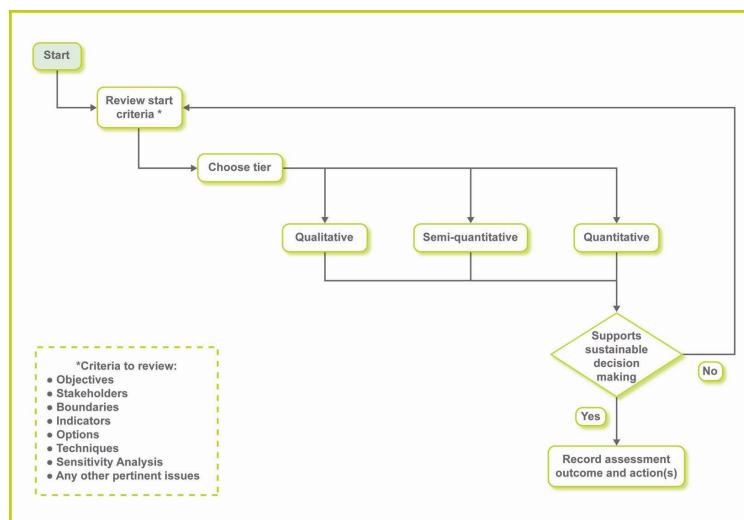 Start
Review start
criteria *
Choose tier
Qualitative
Semi-quantitative
Quantitative
Supports
sustainable
decision
making
No
Yes
Record assessment
outcome and action(s)
*Criteria to review:
● Objectives
● Stakeholders
● Boundaries
● Indicators
● Options
● Techniques
● Sensitivity Analysis
● Any other pertinent issues